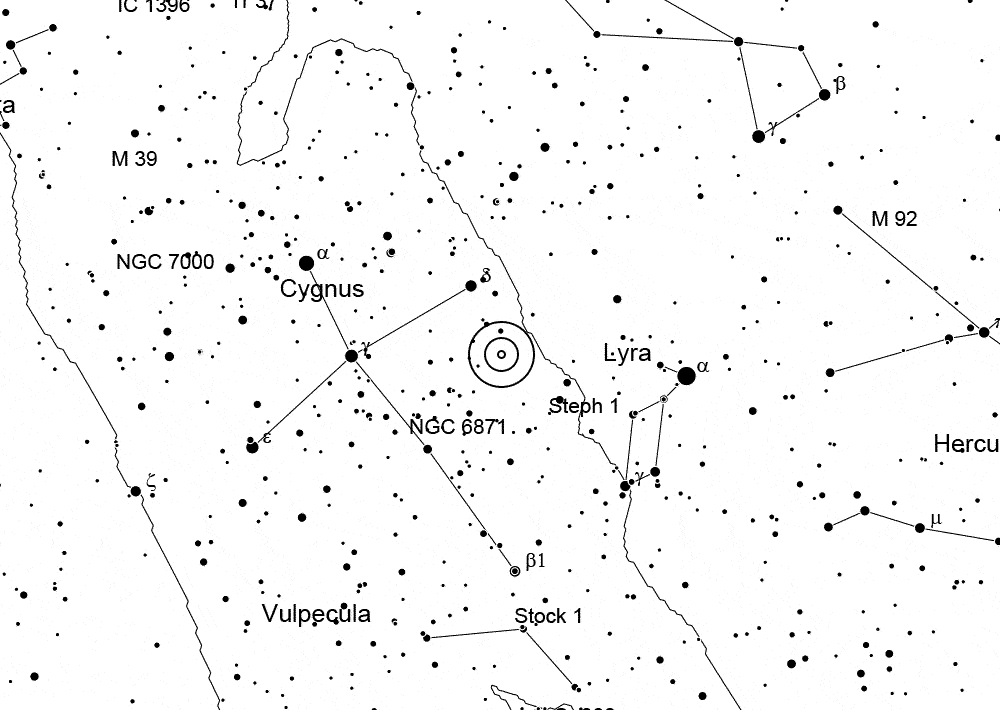 IC 1396
β
γ
M 39
M 92
NGC 7000
α
Cygnus
δ
γ
Lyra
α
Steph 1
NGC 6871
ε
Hercu
γ
ζ
μ
β1
Vulpecula
Stock 1